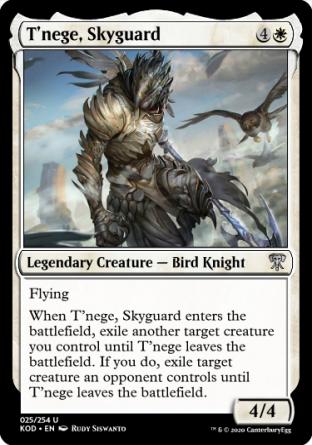 T'nege, Skyguard 4
Legendary Creature — Bird Knight
Flying
When T'nege, Skyguard enters the
battlefield, exile another target creature
you control until T'nege leaves the
battlefield. If you do, exile target
creature an opponent controls until
T'nege leaves the battlefield.
4/4
025/254 U
KOD • EN Rudy Siswanto
™ & © 2020 CanterburyEgg